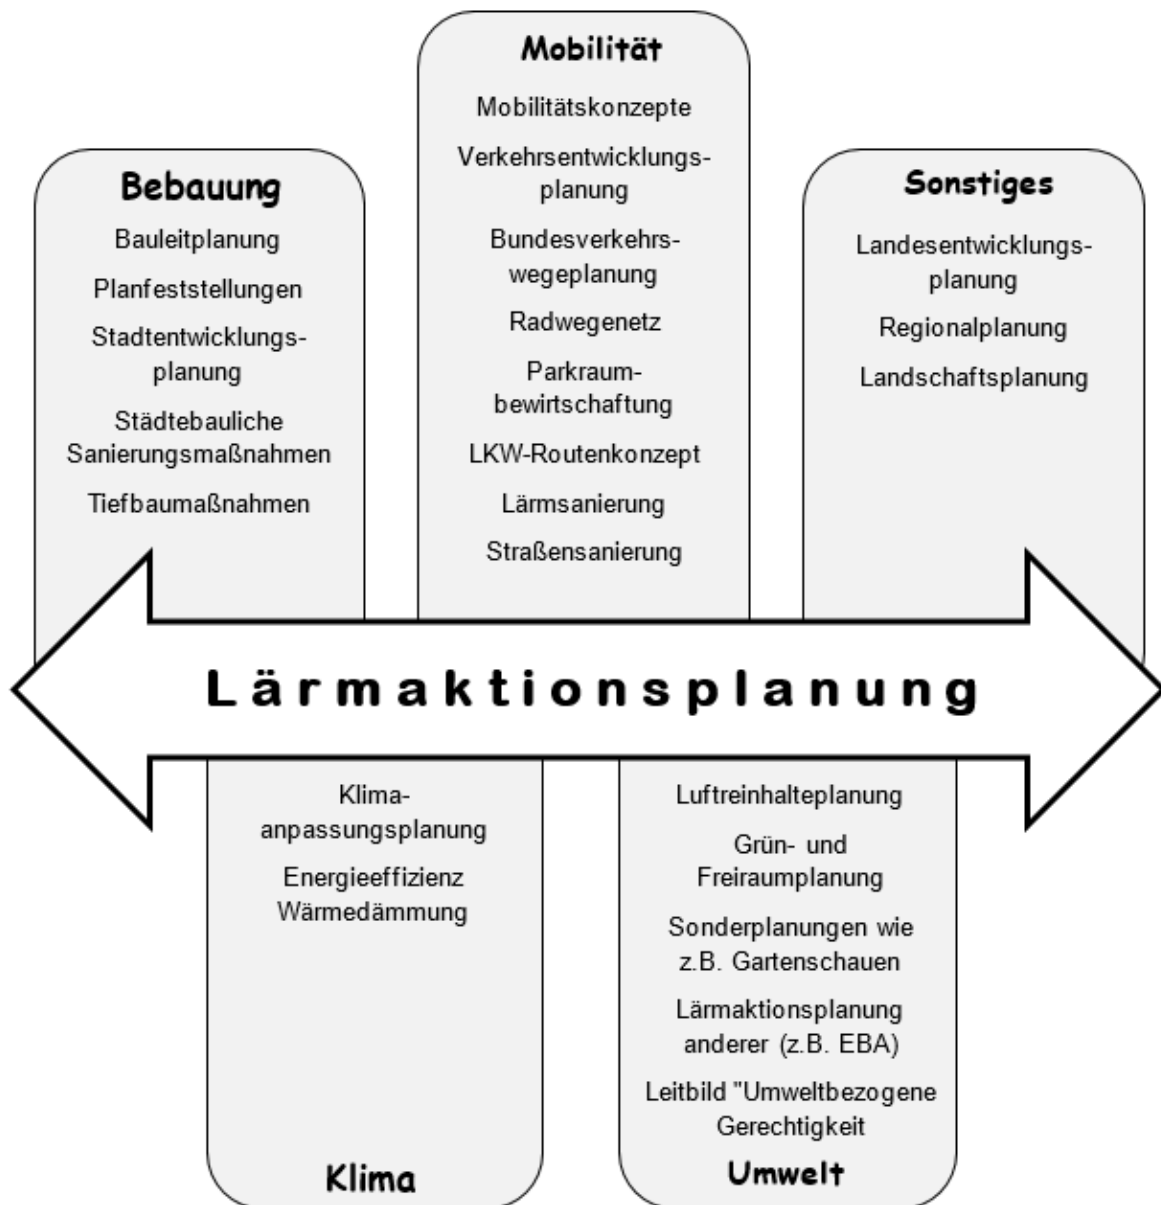 Mobilität
Mobilitätskonzepte
Verkehrsentwicklungs-
planung
Bundesverkehrs-
wegeplanung
Radwegenetz
Parkraum-
bewirtschaftung
LKW-Routenkonzept
Lärmsanierung
Straßensanierung
Bebauung
Bauleitplanung
Planfeststellungen
Stadtentwicklungs-
planung
Städtebauliche
Sanierungsmaßnahmen
Tiefbaumaßnahmen
Sonstiges
Landesentwicklungs-
planung
Regionalplanung
Landschaftsplanung
Lärmaktionsplanung
Klima-
anpassungsplanung
Energieeffizienz
Wärmedämmung
Klima
Luftreinhalteplanung
Grün- und
Freiraumplanung
Sonderplanungen wie
z.B. Gartenschauen
Lärmaktionsplanung
anderer (z.B. EBA)
Leitbild "Umweltbezogene
Gerechtigkeit
Umwelt